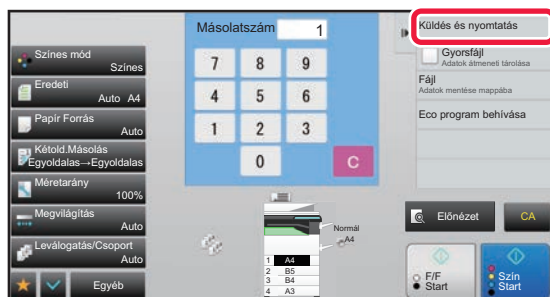 Színes mód
Színes
Eredeti
Auto A4
Papír Forrás
Auto
Kétold.Másolás
Egyoldalas→Egyoldalas
Méretarány
100%
Megvilágítás
Auto
Leválogatás/Csoport
Auto
Egyéb
Másolatszám 1
7 8 9
4 5 6
1 2 3
0 C
Normál
A4
1 A4
2 B5
3 B4
4 A3
Küldés és nyomtatás
Gyorsfájl
Adatok átmeneti tárolása
Fájl
Adatok mentése mappába
Eco program behívása
Előnézet CA
F/F
Start
Szín
Start